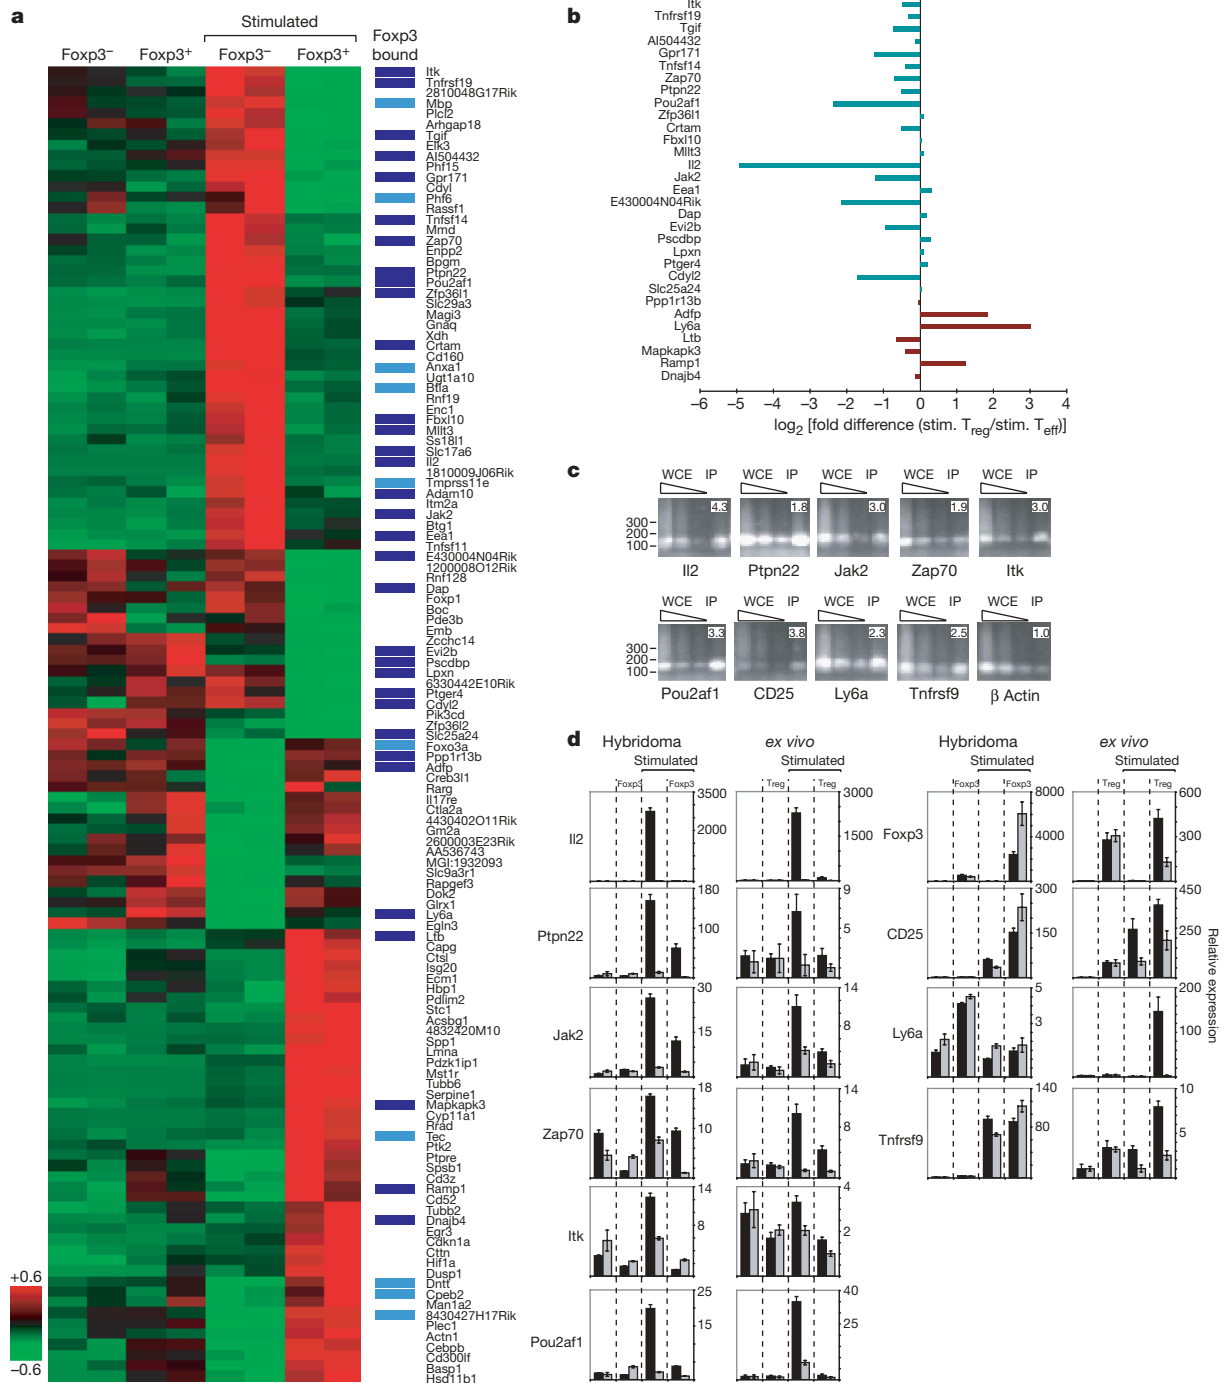 a
Stimulated
Foxp3– Foxp3+ Foxp3– Foxp3+
Foxp3
bound
Itk
Tnfrsf19
2810048G17Rik
Mbp
Plcl2
Arhgap18
Tgif
Elk3
AI504432
Phf15
Gpr171
Cdyl
Phf6
Rassf1
Tnfsf14
Mmd
Zap70
Enpp2
Bpgm
Ptpn22
Pou2af1
Zfp36l1
Slc29a3
Magi3
Gnaq
Xdh
Crtam
Cd160
Anxa1
Ugt1a10
Btla
Rnf19
Enc1
Fbxl10
Mllt3
Ss18l1
Slc17a6
Il2
1810009J06Rik
Tmprss11e
Adam10
Itm2a
Jak2
Btg1
Eea1
Tnfsf11
E430004N04Rik
1200008O12Rik
Rnf128
Dap
Foxp1
Boc
Pde3b
Emb
Zcchc14
Evi2b
Pscdbp
Lpxn
6330442E10Rik
Ptger4
Cdyl2
Pik3cd
Zfp36l2
Slc25a24
Foxo3a
Ppp1r13b
Adfp
Creb3l1
Rarg
Il17re
Ctla2a
4430402O11Rik
Gm2a
2600003E23Rik
AA536743
MGI:1932093
Slc9a3r1
Rapgef3
Dok2
Glrx1
Ly6a
Egln3
Ltb
Capg
Ctsl
Isg20
Ecm1
Hbp1
Pdlim2
Stc1
Acsbg1
4832420M10
Spp1
Lmna
Pdzk1ip1
Mst1r
Tubb6
Serpine1
Mapkapk3
Cyp11a1
Rrad
Tec
Ptk2
Ptpre
Spsb1
Cd3z
Ramp1
Cd52
Tubb2
Dnajb4
Egr3
Cdkn1a
Cttn
Hif1a
Dusp1
Dntt
Cpeb2
Man1a2
8430427H17Rik
Plec1
Actn1
Cebpb
Cd300lf
Basp1
Hsd11b1
+0.6
–0.6
b
Itk
Tnfrsf19
Tgif
AI504432
Gpr171
Tnfsf14
Zap70
Ptpn22
Pou2af1
Zfp36l1
Crtam
Fbxl10
Mllt3
Il2
Jak2
Eea1
E430004N04Rik
Dap
Evi2b
Pscdbp
Lpxn
Ptger4
Cdyl2
Slc25a24
Ppp1r13b
Adfp
Ly6a
Ltb
Mapkapk3
Ramp1
Dnajb4
–6 –5 –4 –3 –2 –1 0 1 2 3 4
log2 [fold difference (stim. Treg/stim. Teff)]
c
WCE IP WCE IP WCE IP WCE IP WCE IP
4.3 1.8 3.0 1.9 3.0
300
200
100
Il2 Ptpn22 Jak2 Zap70 Itk
WCE IP WCE IP WCE IP WCE IP WCE IP
3.3 3.8 2.3 2.5 1.0
300
200
100
Pou2af1 CD25 Ly6a Tnfrsf9 β Actin
d
Hybridoma ex vivo Hybridoma ex vivo
Stimulated Stimulated Stimulated Stimulated
Foxp3 Foxp3 Treg Treg Foxp3 Foxp3 Treg Treg
Il2
3500
2000
3000
1500
Foxp3
8000
4000
600
300
Ptpn22
180
100
9
5
CD25
300
150
450
250
Jak2
30
15
14
8
Ly6a
5
3
200
100
Zap70
18
10
14
8
Tnfrsf9
140
80
10
5
Itk
14
8
4
2
Pou2af1
25
15
40
25
Relative expression